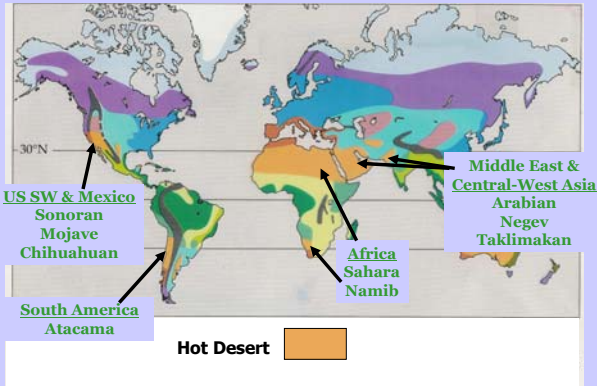 30°N
US SW & Mexico
Sonoran
Mojave
Chihuahuan
South America
Atacama
Africa
Sahara
Namib
Middle East &
Central-West Asia
Arabian
Negev
Taklimakan
Hot Desert